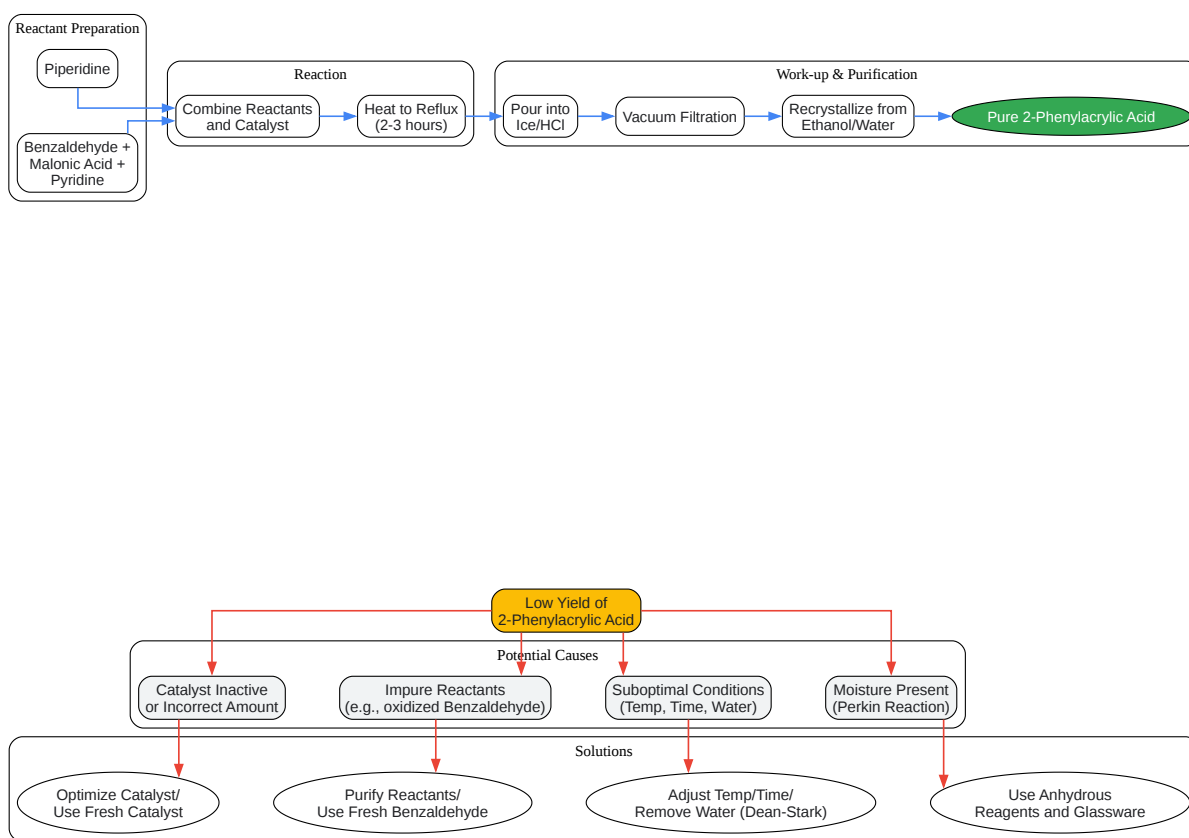 Reactant Preparation
Piperidine
Benzaldehyde +
Malonic Acid +
Pyridine
Reaction
Combine Reactants
and Catalyst
Heat to Reflux
(2-3 hours)
Work-up & Purification
Pour into
Ice/HCl
Vacuum Filtration
Recrystallize from
Ethanol/Water
Pure 2-Phenylacrylic Acid
Low Yield of
2-Phenylacrylic Acid
Potential Causes
Catalyst Inactive
or Incorrect Amount
Impure Reactants
(e.g., oxidized Benzaldehyde)
Suboptimal Conditions
(Temp, Time, Water)
Moisture Present
(Perkin Reaction)
Solutions
Optimize Catalyst/
Use Fresh Catalyst
Purify Reactants/
Use Fresh Benzaldehyde
Adjust Temp/Time/
Remove Water (Dean-Stark)
Use Anhydrous
Reagents and Glassware